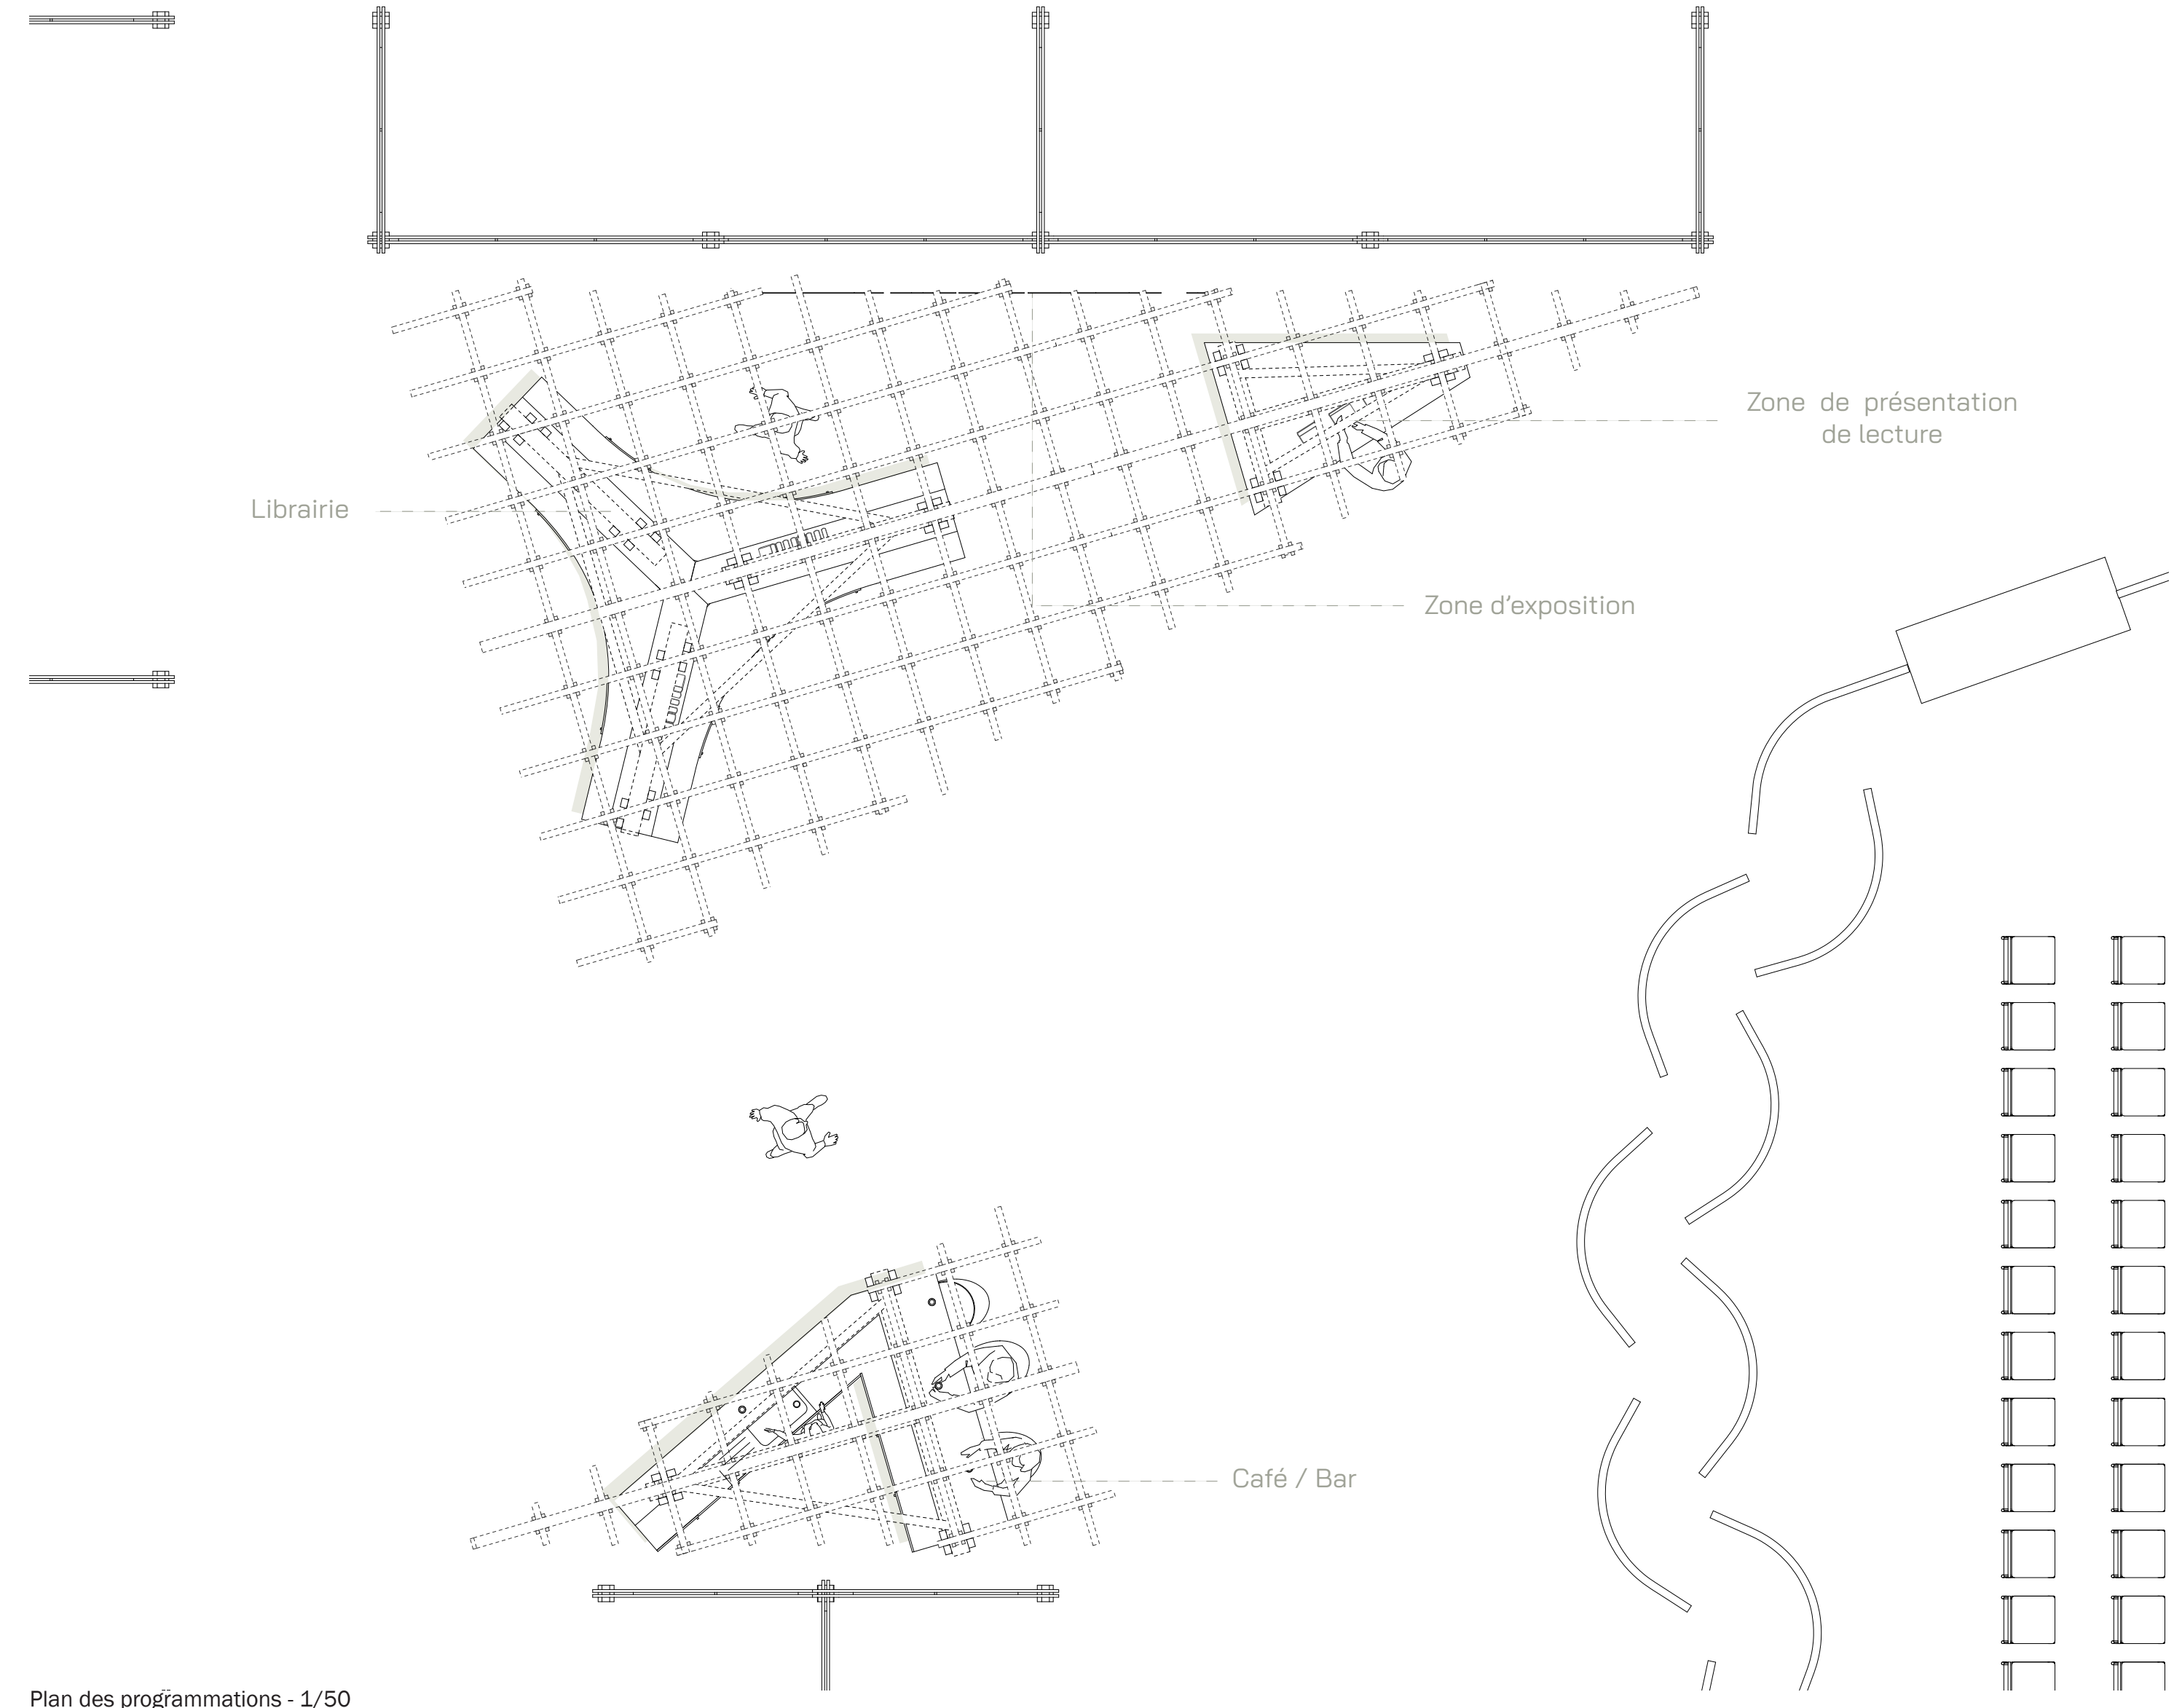 Zone de présentation
de lecture
Librairie
Zone d’exposition
Café / Bar
Plan des programmations - 1/50